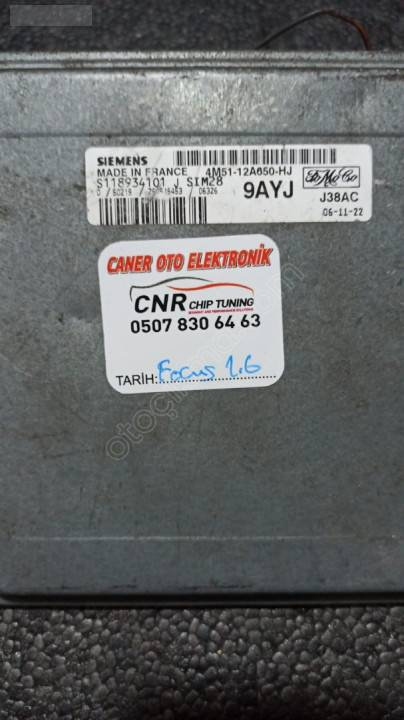 SIEMENS
MADE IN FRANCE 4M51-12A650-HJ
S118934101 J SIM28
9AYJ
FoMoCo
J38AC
06-11-22
CANER OTO ELEKTRONİK
CNR CHIP TUNING
0507 830 64 63
TARİH: Focus 1.6